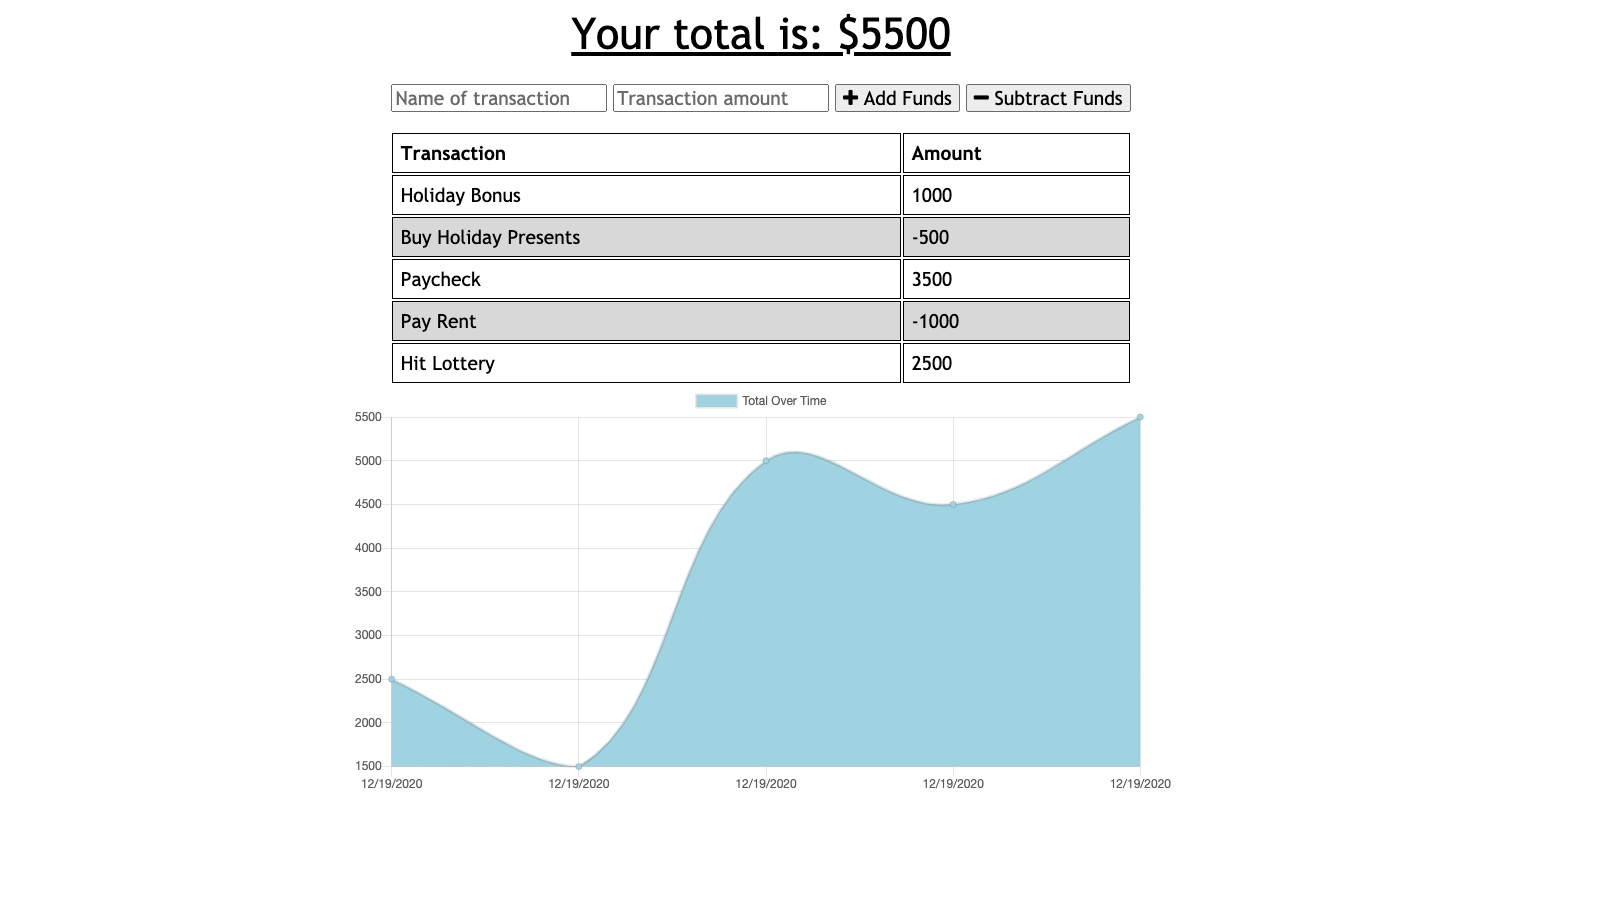 Your total is: $5500
Name of transaction Transaction amount + Add Funds − Subtract Funds
Transaction Amount
Holiday Bonus 1000
Buy Holiday Presents -500
Paycheck 3500
Pay Rent -1000
Hit Lottery 2500
Total Over Time
5500
5000
4500
4000
3500
3000
2500
2000
1500
12/19/2020 12/19/2020 12/19/2020 12/19/2020 12/19/2020